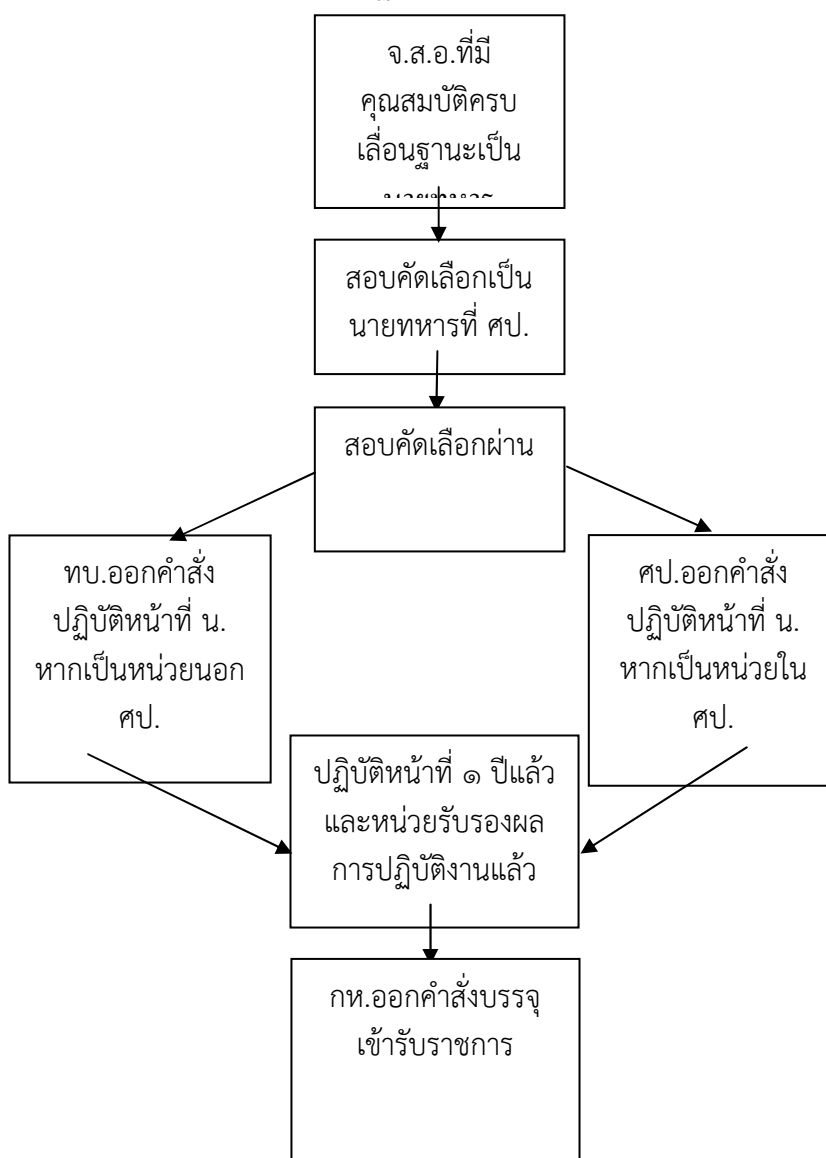 จ.ส.อ.ที่มี
คุณสมบัติครบ
เลื่อนฐานะเป็น
สอบคัดเลือกเป็น
นายทหารที่ ศป.
สอบคัดเลือกผ่าน
ทบ.ออกคำสั่ง
ปฏิบัติหน้าที่ น.
หากเป็นหน่วยนอก
ศป.
ศป.ออกคำสั่ง
ปฏิบัติหน้าที่ น.
หากเป็นหน่วยใน
ศป.
ปฏิบัติหน้าที่ ๑ ปีแล้ว
และหน่วยรับรองผล
การปฏิบัติงานแล้ว
กห.ออกคำสั่งบรรจุ
เข้ารับราชการ